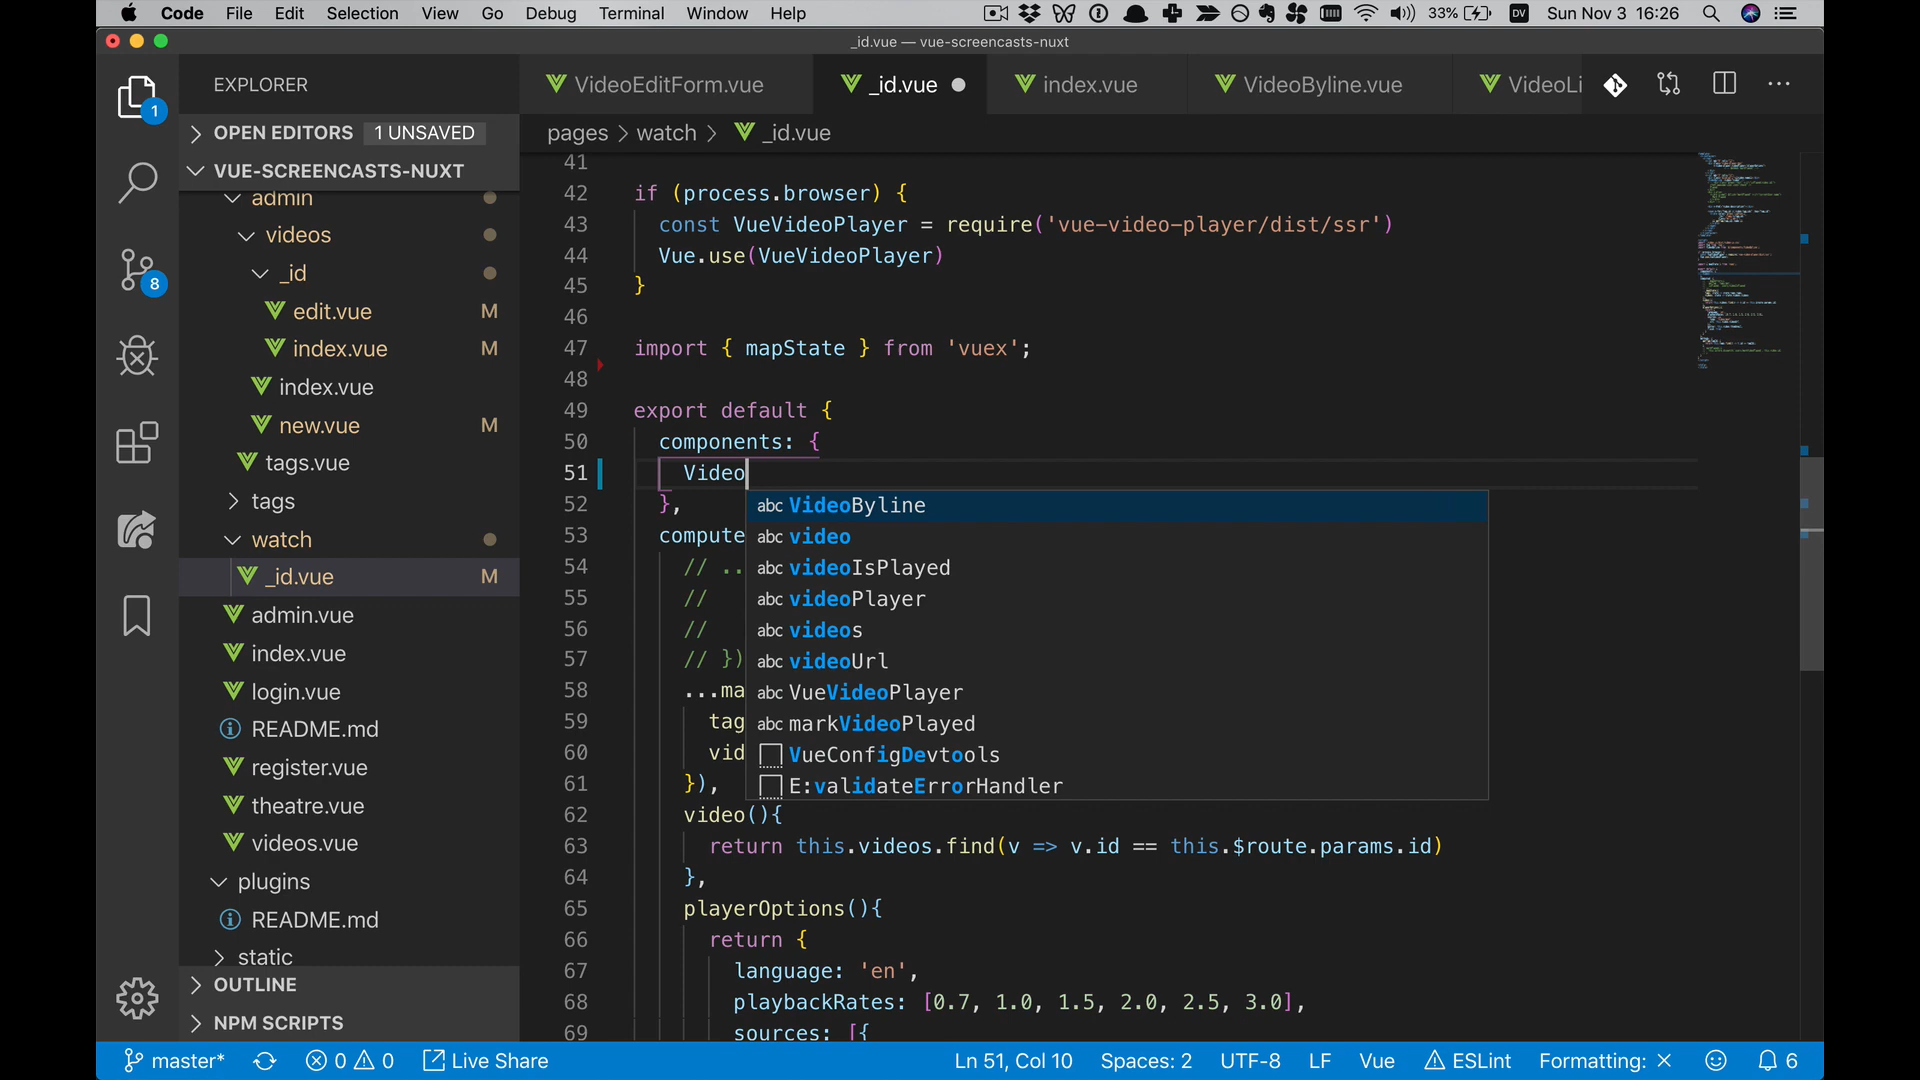 Code File Edit Selection View Go Debug Terminal Window Help 33% DV Sun Nov 3 16:26
_id.vue — vue-screencasts-nuxt
EXPLORER
OPEN EDITORS 1 UNSAVED
VUE-SCREENCASTS-NUXT
admin
videos
_id
edit.vue M
index.vue M
index.vue
new.vue M
tags.vue
tags
watch
_id.vue M
admin.vue
index.vue
login.vue
README.md
register.vue
theatre.vue
videos.vue
plugins
README.md
static
OUTLINE
NPM SCRIPTS
1
8
VideoEditForm.vue _id.vue index.vue VideoByline.vue VideoLi
pages > watch > _id.vue
41
42 if (process.browser) {
43 const VueVideoPlayer = require('vue-video-player/dist/ssr')
44 Vue.use(VueVideoPlayer)
45 }
46
47 import { mapState } from 'vuex';
48
49 export default {
50 components: {
51 Video
52 },
53 compute
54 // ..
55 //
56 //
57 // })
58 ...ma
59 tag
60 vid
61 }),
62 video(){
63 return this.videos.find(v => v.id == this.$route.params.id)
64 },
65 playerOptions(){
66 return {
67 language: 'en',
68 playbackRates: [0.7, 1.0, 1.5, 2.0, 2.5, 3.0],
69 sources: [{
abc VideoByline
abc video
abc videoIsPlayed
abc videoPlayer
abc videos
abc videoUrl
abc VueVideoPlayer
abc markVideoPlayed
VueConfigDevtools
E:validateErrorHandler
master* 0 0 Live Share Ln 51, Col 10 Spaces: 2 UTF-8 LF Vue ESLint Formatting: × 6